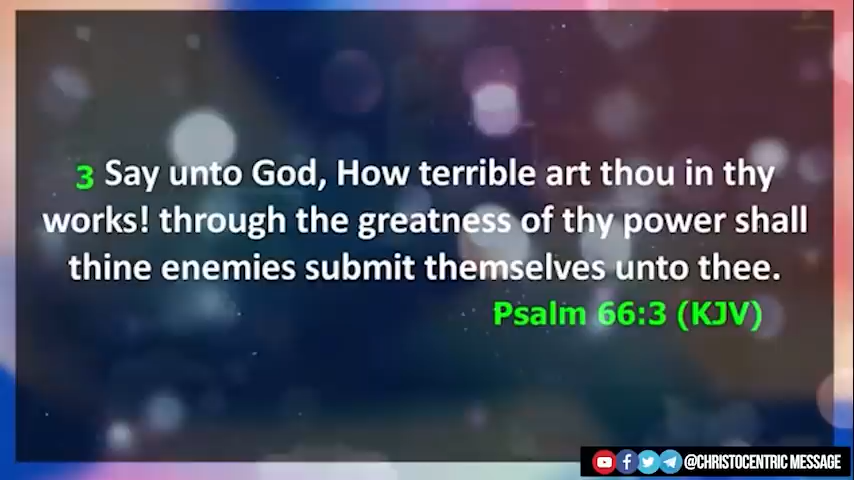 3 Say unto God, How terrible art thou in thy
works! through the greatness of thy power shall
thine enemies submit themselves unto thee.
Psalm 66:3 (KJV)
@CHRISTOCENTRIC MESSAGE